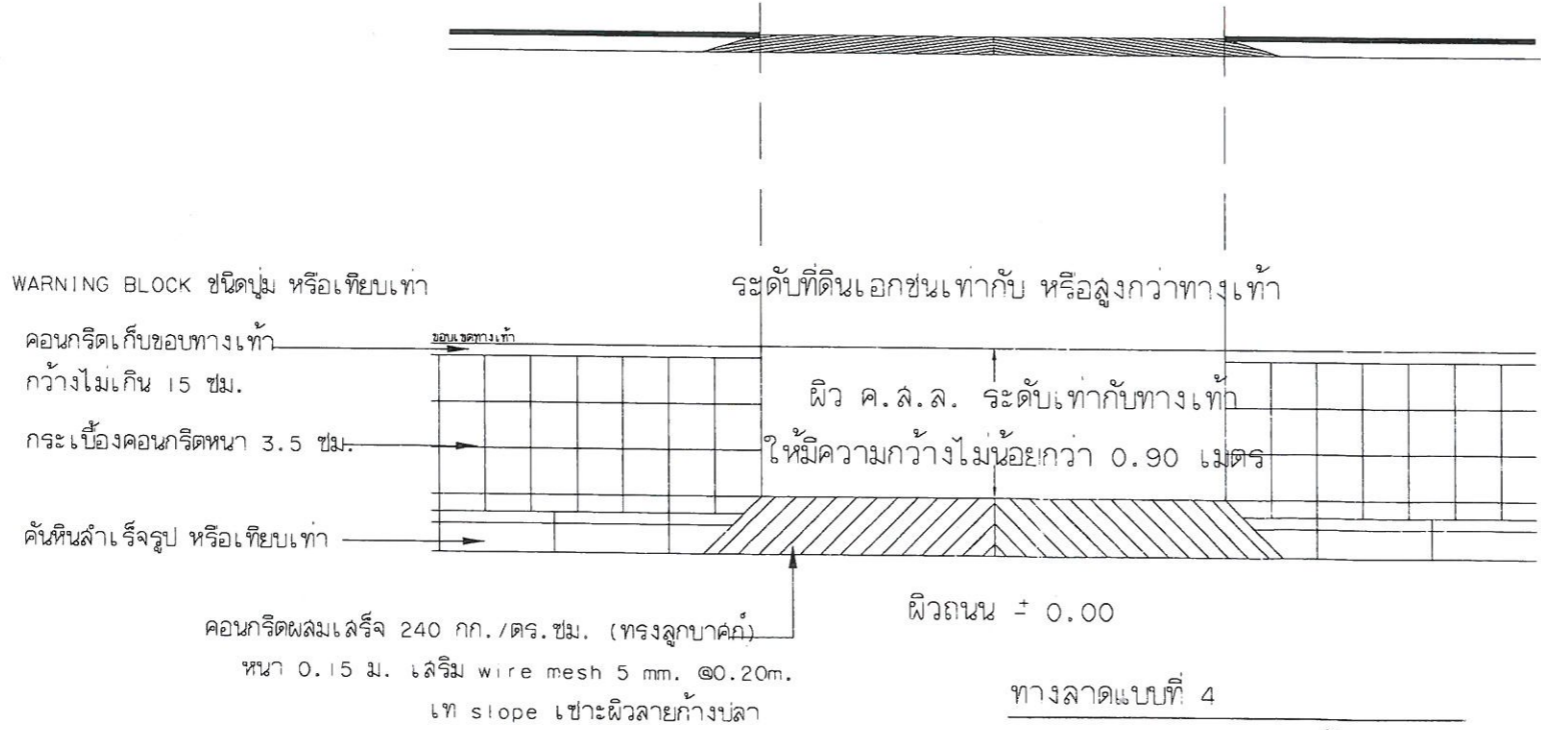 WARNING BLOCK ชนิดปุ่ม หรือเทียบเท่า
ระดับที่ดินเอกชนเท่ากับ หรือสูงกว่าทางเท้า
คอนกรีตเก็บขอบทางเท้า
กว้างไม่เกิน 15 ซม.
ขอบเขตทางเท้า
ผิว ค.ส.ล. ระดับเท่ากับทางเท้า
ให้มีความกว้างไม่น้อยกว่า 0.90 เมตร
กระเบื้องคอนกรีตหนา 3.5 ซม.
คันหินสำเร็จรูป หรือเทียบเท่า
ผิวถนน ± 0.00
คอนกรีตผสมเสร็จ 240 กก./ตร.ซม. (ทรงลูกบาศก์)
หนา 0.15 ม. เสริม wire mesh 5 mm. @0.20m.
เท slope เซาะผิวลายก้างปลา
ทางลาดแบบที่ 4